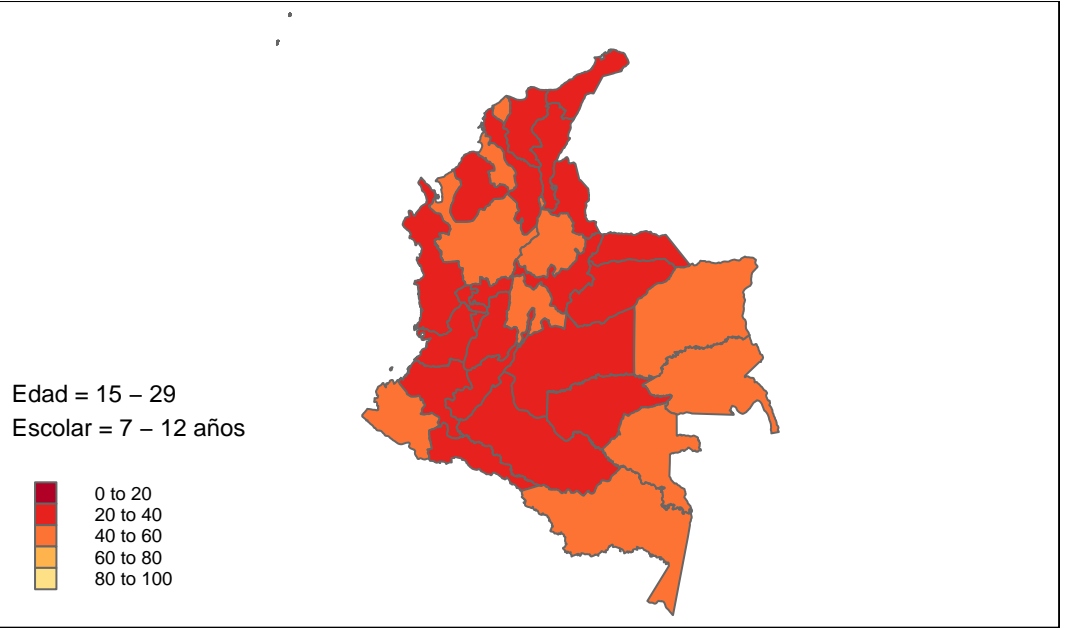 Edad = 15 – 29
Escolar = 7 – 12 años
0 to 20
20 to 40
40 to 60
60 to 80
80 to 100